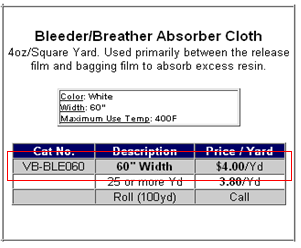 Bleeder/Breather Absorber Cloth
4oz/Square Yard. Used primarily between the release
film and bagging film to absorb excess resin.
Color: White
Width: 60"
Maximum Use Temp: 400F
Cat No. Description Price / Yard
VB-BLE060 60" Width $4.00/Yd
25 or more Yd 3.80/Yd
Roll (100yd) Call